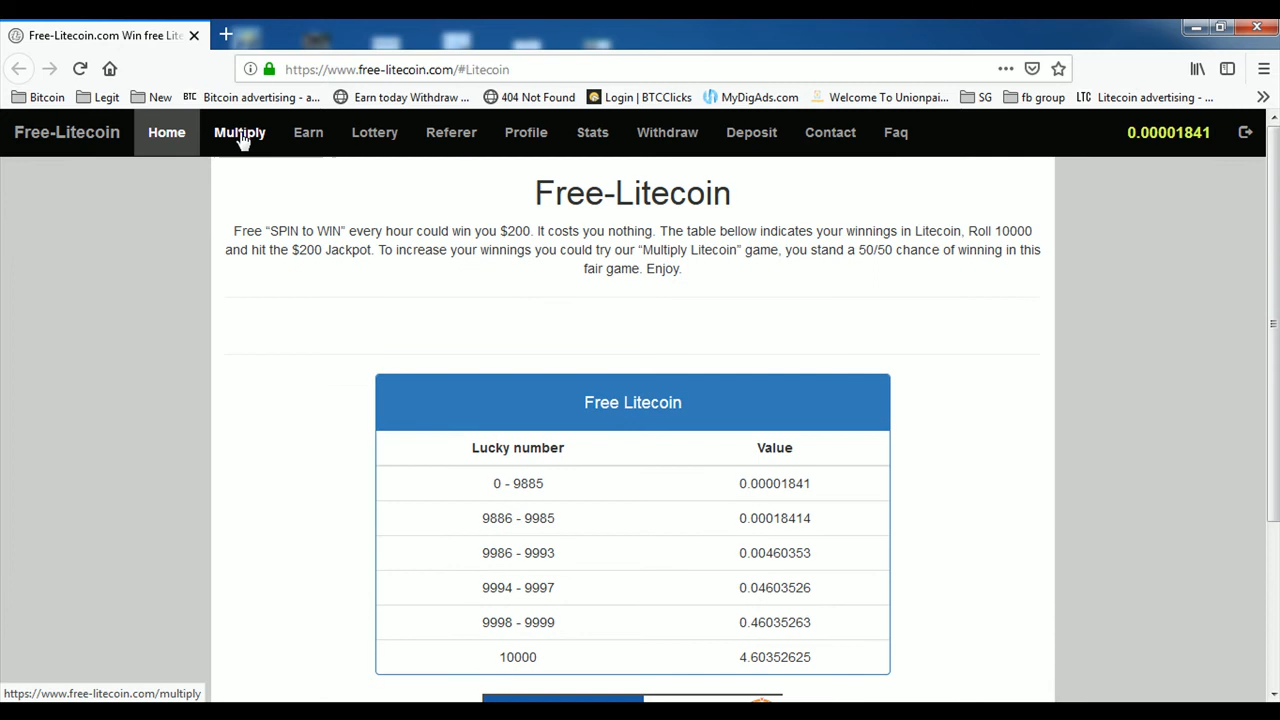 Free-Litecoin.com Win free Lite
https://www.free-litecoin.com/#Litecoin
Bitcoin Legit New BTC Bitcoin advertising - a... Earn today Withdraw ... 404 Not Found Login | BTCClicks MyDigAds.com Welcome To Unionpai... SG fb group LTC Litecoin advertising - ...
Free-Litecoin Home Multiply Earn Lottery Referer Profile Stats Withdraw Deposit Contact Faq 0.00001841
Free-Litecoin
Free “SPIN to WIN” every hour could win you $200. It costs you nothing. The table bellow indicates your winnings in Litecoin, Roll 10000
and hit the $200 Jackpot. To increase your winnings you could try our “Multiply Litecoin” game, you stand a 50/50 chance of winning in this
fair game. Enjoy.
Free Litecoin
Lucky number Value
0 - 9885 0.00001841
9886 - 9985 0.00018414
9986 - 9993 0.00460353
9994 - 9997 0.04603526
9998 - 9999 0.46035263
10000 4.60352625
https://www.free-litecoin.com/multiply